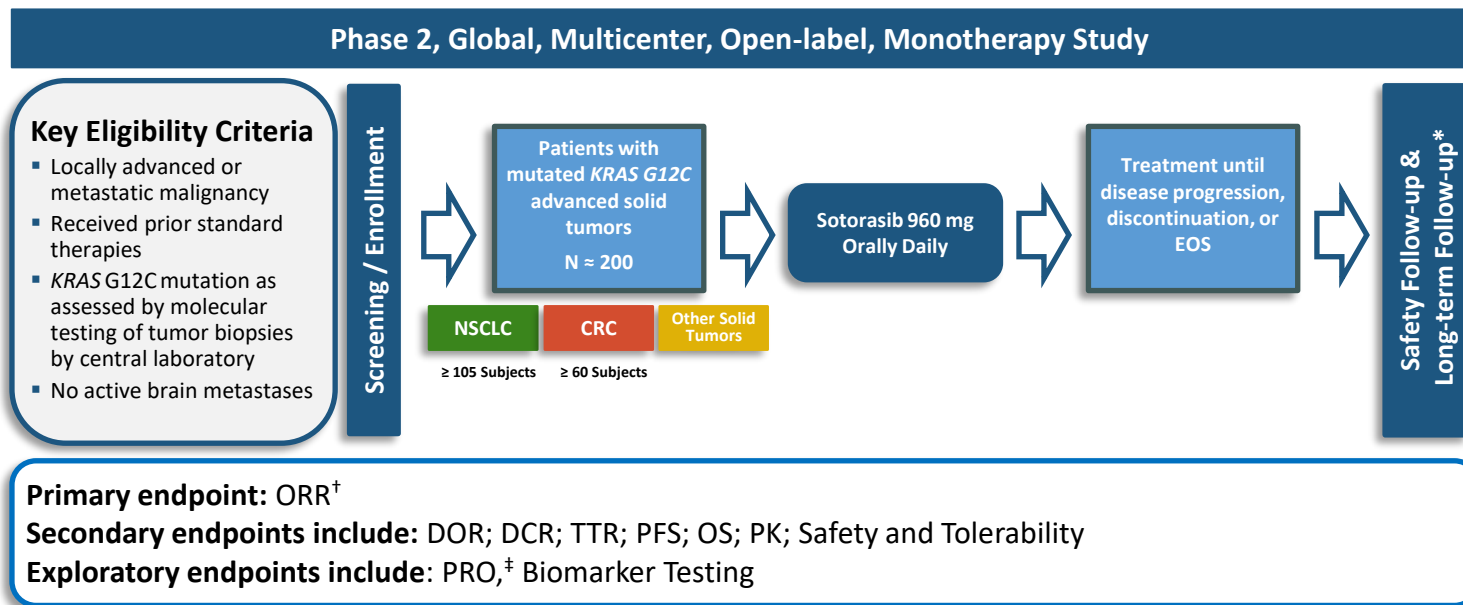 Phase 2, Global, Multicenter, Open-label, Monotherapy Study
Key Eligibility Criteria
▪ Locally advanced or
metastatic malignancy
▪ Received prior standard
therapies
▪ KRAS G12C mutation as
assessed by molecular
testing of tumor biopsies
by central laboratory
▪ No active brain metastases
Screening / Enrollment
Patients with
mutated KRAS G12C
advanced solid
tumors
N ≈ 200
NSCLC
CRC
Other Solid
Tumors
≥ 105 Subjects
≥ 60 Subjects
Sotorasib 960 mg
Orally Daily
Treatment until
disease progression,
discontinuation, or
EOS
Safety Follow-up &
Long-term Follow-up*
Primary endpoint: ORR†
Secondary endpoints include: DOR; DCR; TTR; PFS; OS; PK; Safety and Tolerability
Exploratory endpoints include: PRO,‡ Biomarker Testing